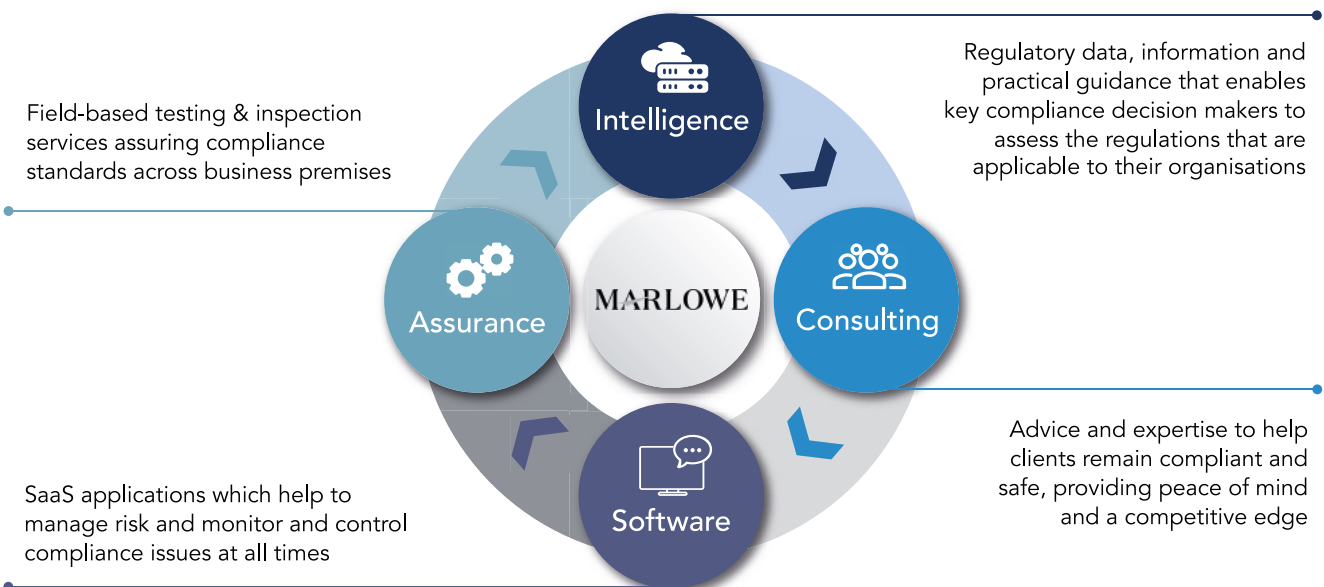 Intelligence
Regulatory data, information and
practical guidance that enables
key compliance decision makers to
assess the regulations that are
applicable to their organisations
Field-based testing & inspection
services assuring compliance
standards across business premises
Assurance
MARLOWE
Consulting
Advice and expertise to help
clients remain compliant and
safe, providing peace of mind
and a competitive edge
Software
SaaS applications which help to
manage risk and monitor and control
compliance issues at all times